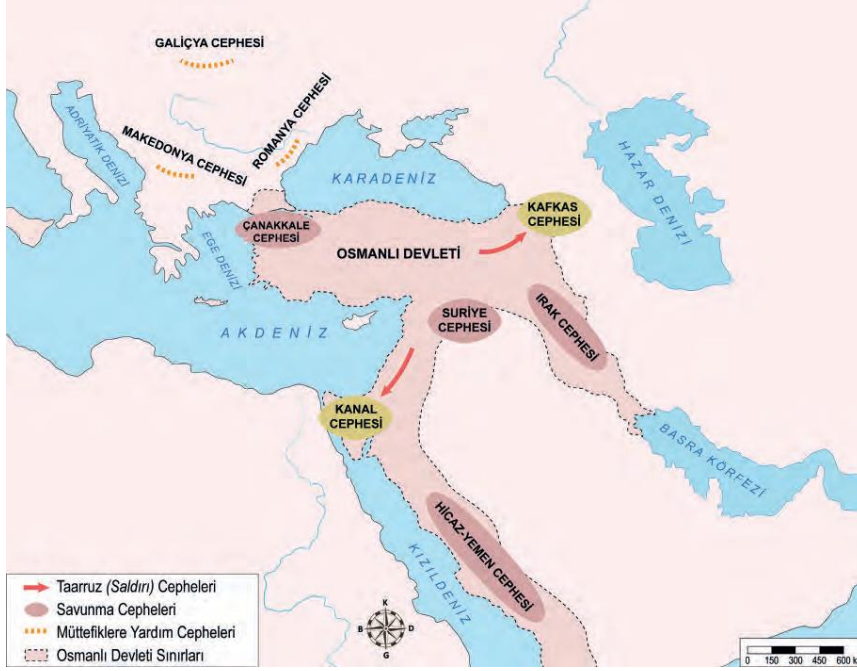 GALİÇYA CEPHESİ
ROMANYA CEPHESİ
MAKEDONYA CEPHESİ
ADRİYATİK DENİZİ
KARADENİZ
HAZAR DENİZİ
KAFKAS
CEPHESİ
ÇANAKKALE
CEPHESİ
OSMANLI DEVLETİ
EGE DENİZİ
SURİYE
CEPHESİ
IRAK CEPHESİ
AKDENİZ
KANAL
CEPHESİ
BASRA KÖRFEZİ
HİCAZ-YEMEN CEPHESİ
KIZILDENİZ
Taarruz (Saldırı) Cepheleri
Savunma Cepheleri
Müttefiklere Yardım Cepheleri
Osmanlı Devleti Sınırları
K
B D
G
0 150 300 450 600 k